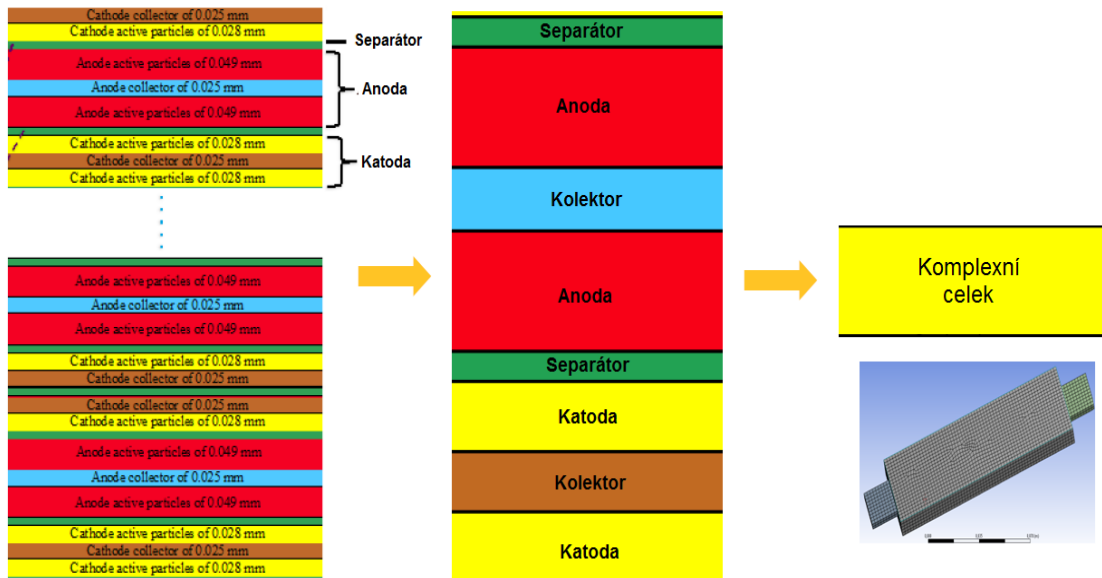 Cathode collector of 0.025 mm
Cathode active particles of 0.028 mm
Anode active particles of 0.049 mm
Anode collector of 0.025 mm
Anode active particles of 0.049 mm
Cathode active particles of 0.028 mm
Cathode collector of 0.025 mm
Cathode active particles of 0.028 mm
Separátor
. Anoda
Katoda
Anode active particles of 0.049 mm
Anode collector of 0.025 mm
Anode active particles of 0.049 mm
Cathode active particles of 0.028 mm
Cathode collector of 0.025 mm
Cathode collector of 0.025 mm
Cathode active particles of 0.028 mm
Anode active particles of 0.049 mm
Anode collector of 0.025 mm
Anode active particles of 0.049 mm
Cathode active particles of 0.028 mm
Cathode collector of 0.025 mm
Cathode active particles of 0.028 mm
Separátor
Anoda
Kolektor
Anoda
Separátor
Katoda
Kolektor
Katoda
Komplexní
celek